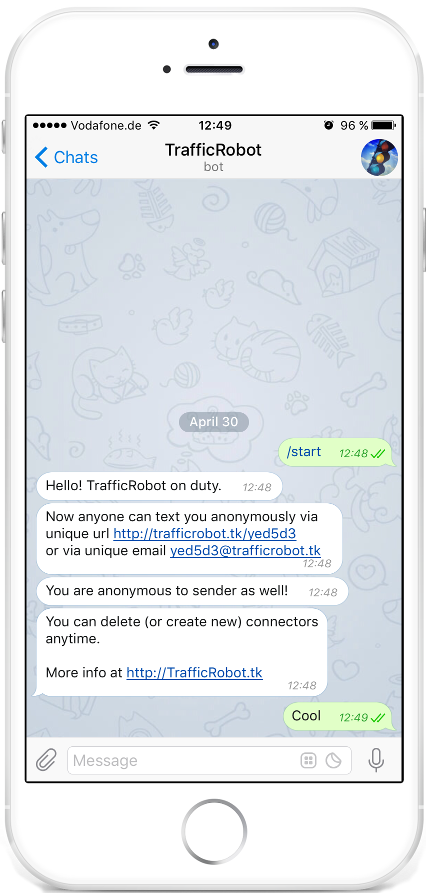 Vodafone.de 12:49 96 %
Chats TrafficRobot
bot
April 30
/start 12:48
Hello! TrafficRobot on duty. 12:48
Now anyone can text you anonymously via
unique url http://trafficrobot.tk/yed5d3
or via unique email yed5d3@trafficrobot.tk
12:48
You are anonymous to sender as well! 12:48
You can delete (or create new) connectors
anytime.
More info at http://TrafficRobot.tk
12:48
Cool 12:49
Message